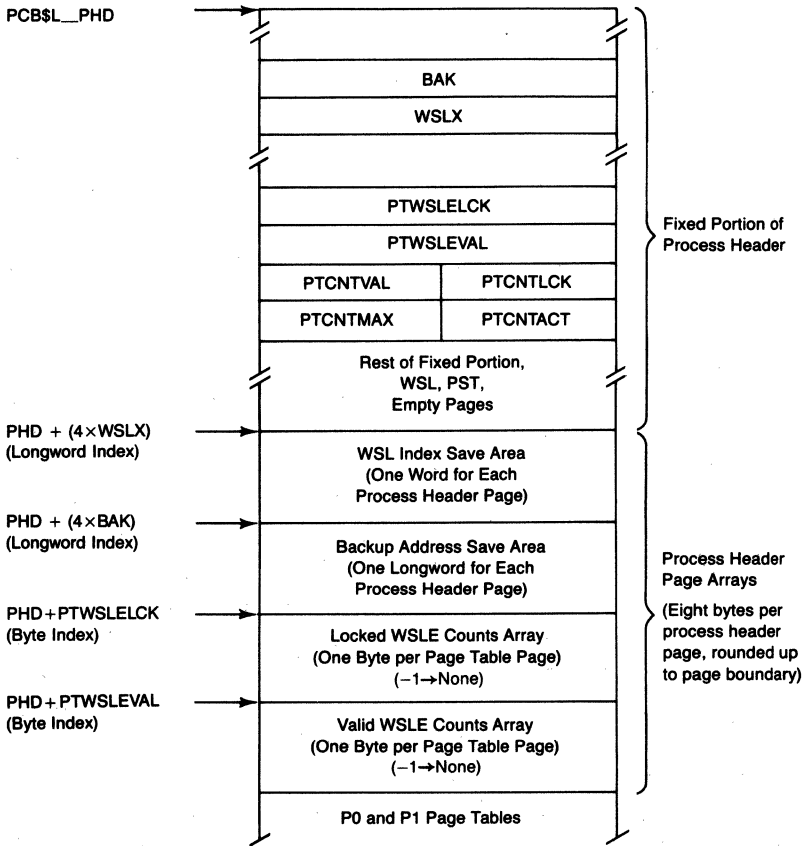 PCB$L__PHD
BAK
WSLX
PTWSLELCK
PTWSLEVAL
PTCNTVAL PTCNTLCK
PTCNTMAX PTCNTACT
Fixed Portion of
Process Header
Rest of Fixed Portion,
WSL, PST,
Empty Pages
PHD + (4×WSLX)
(Longword Index)
WSL Index Save Area
(One Word for Each
Process Header Page)
PHD + (4×BAK)
(Longword Index)
Backup Address Save Area
(One Longword for Each
Process Header Page)
Process Header
Page Arrays
(Eight bytes per
process header
page, rounded up
to page boundary)
PHD+PTWSLELCK
(Byte Index)
Locked WSLE Counts Array
(One Byte per Page Table Page)
(−1→None)
PHD+PTWSLEVAL
(Byte Index)
Valid WSLE Counts Array
(One Byte per Page Table Page)
(−1→None)
P0 and P1 Page Tables